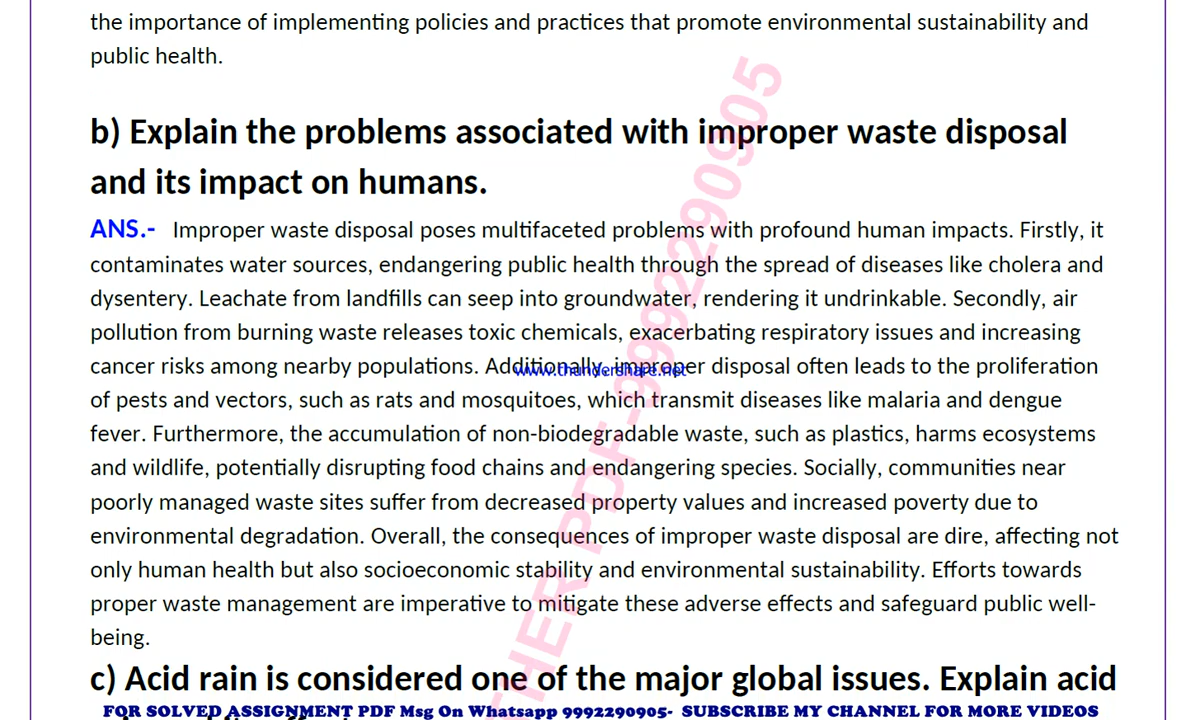 the importance of implementing policies and practices that promote environmental sustainability and
public health.
b) Explain the problems associated with improper waste disposal
and its impact on humans.
ANS.- Improper waste disposal poses multifaceted problems with profound human impacts. Firstly, it
contaminates water sources, endangering public health through the spread of diseases like cholera and
dysentery. Leachate from landfills can seep into groundwater, rendering it undrinkable. Secondly, air
pollution from burning waste releases toxic chemicals, exacerbating respiratory issues and increasing
cancer risks among nearby populations. Additionally, improper disposal often leads to the proliferation
www.thundershare.net
of pests and vectors, such as rats and mosquitoes, which transmit diseases like malaria and dengue
fever. Furthermore, the accumulation of non-biodegradable waste, such as plastics, harms ecosystems
and wildlife, potentially disrupting food chains and endangering species. Socially, communities near
poorly managed waste sites suffer from decreased property values and increased poverty due to
environmental degradation. Overall, the consequences of improper waste disposal are dire, affecting not
only human health but also socioeconomic stability and environmental sustainability. Efforts towards
proper waste management are imperative to mitigate these adverse effects and safeguard public well-
being.
c) Acid rain is considered one of the major global issues. Explain acid
THER PDF-9992290905
FOR SOLVED ASSIGNMENT PDF Msg On Whatsapp 9992290905- SUBSCRIBE MY CHANNEL FOR MORE VIDEOS